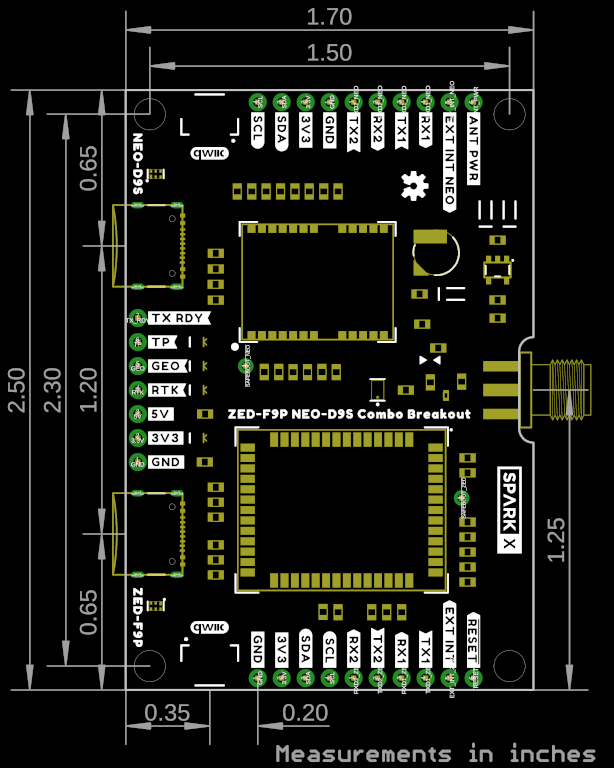 1.70
1.50
SCL
SDA
3V3
GND
TX2
RX2
TX1
RX1
EXT INT NEO
ANT PWR
NEO-D9S
qwiic
0.65
TX RDY
TP
GEO
RTK
5V
3V3
GND
2.50
2.30
1.20
ZED-F9P NEO-D9S Combo Breakout
SPARK X
1.25
0.65
ZED-F9P
qwiic
GND
3V3
SDA
SCL
RX2
TX2
RX1
TX1
EXT INT
RESET
0.35
0.20
Measurements in inches